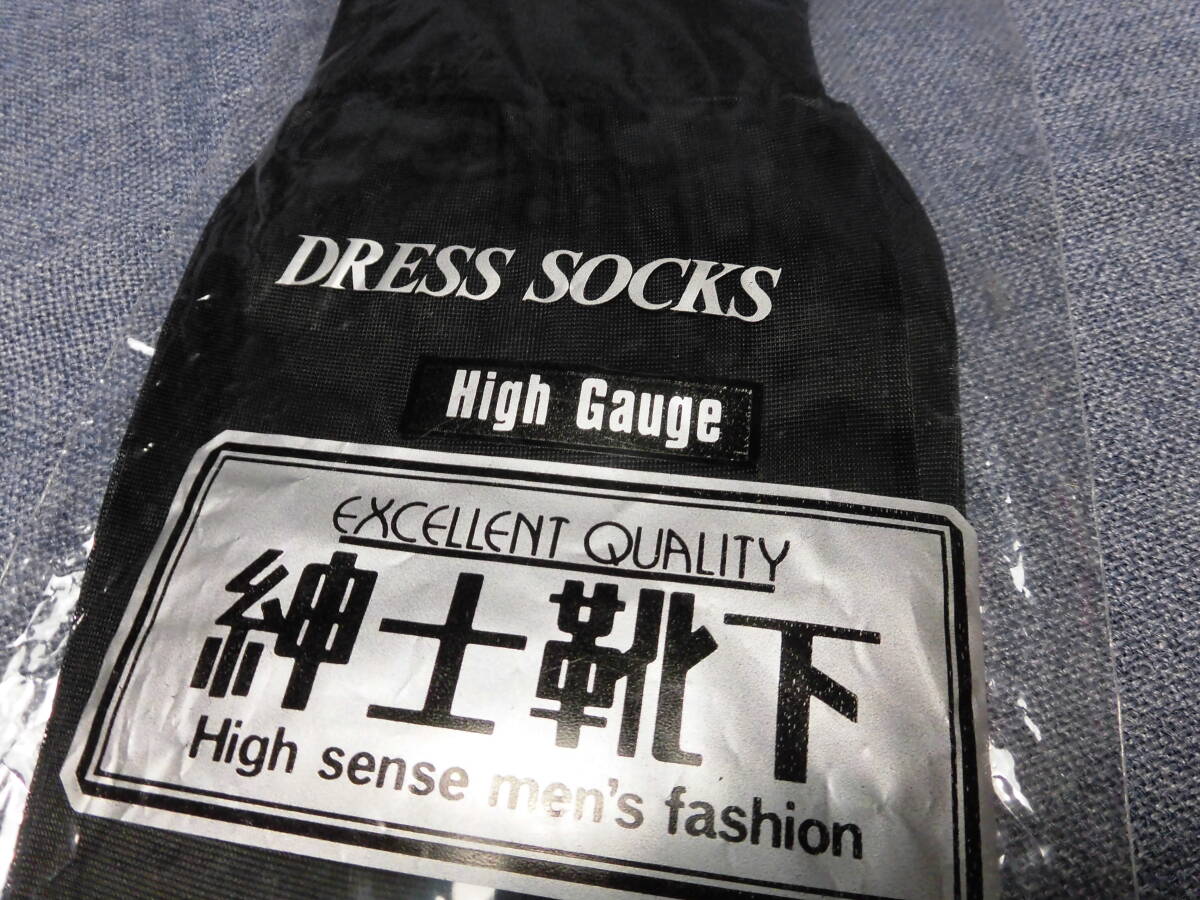 DRESS SOCKS
High Gauge
EXCELLENT QUALITY
紳士靴下
High sense men's fashion